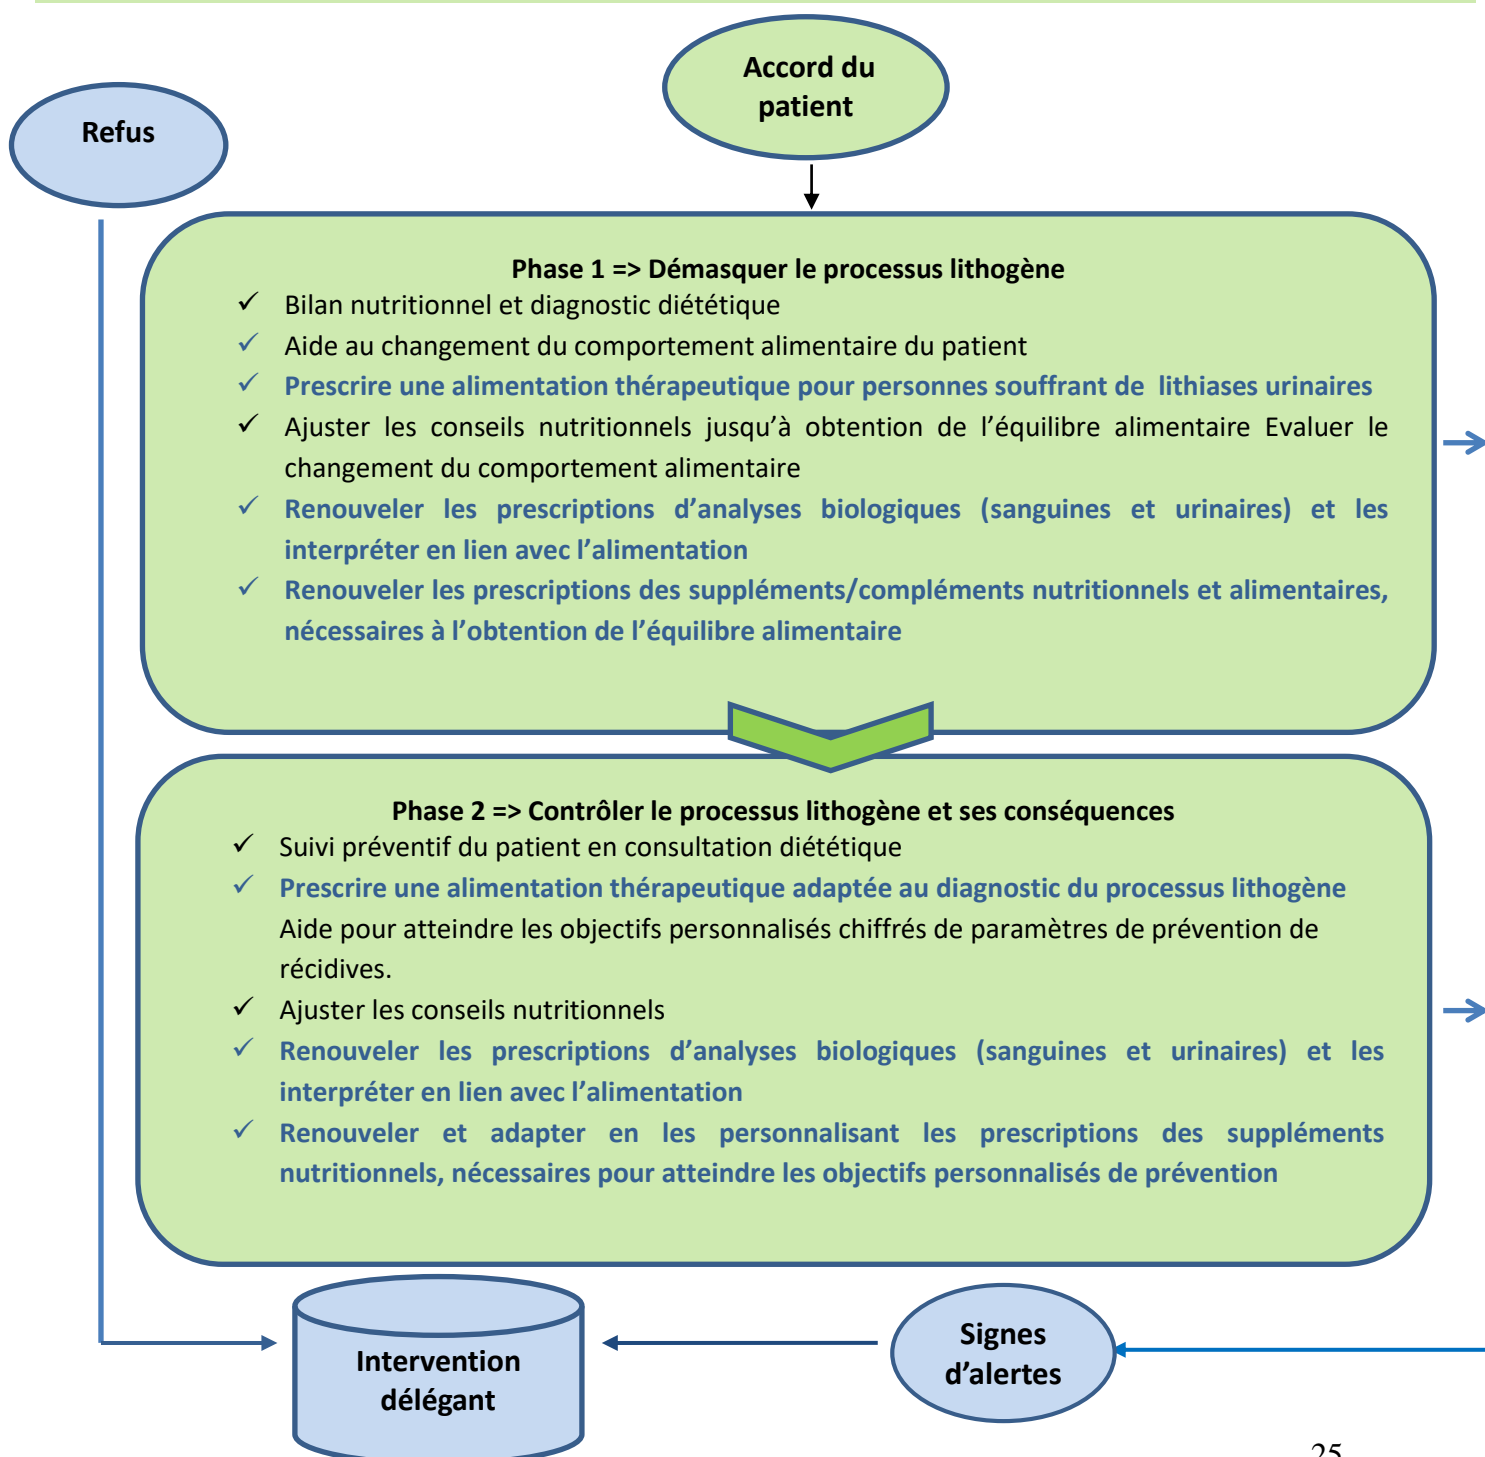 Accord du
patient
Refus
Phase 1 => Démasquer le processus lithogène
✓ Bilan nutritionnel et diagnostic diététique
✓ Aide au changement du comportement alimentaire du patient
✓ Prescrire une alimentation thérapeutique pour personnes souffrant de lithiases urinaires
✓ Ajuster les conseils nutritionnels jusqu’à obtention de l’équilibre alimentaire Evaluer le
changement du comportement alimentaire
✓ Renouveler les prescriptions d’analyses biologiques (sanguines et urinaires) et les
interpréter en lien avec l’alimentation
✓ Renouveler les prescriptions des suppléments/compléments nutritionnels et alimentaires,
nécessaires à l’obtention de l’équilibre alimentaire
Phase 2 => Contrôler le processus lithogène et ses conséquences
✓ Suivi préventif du patient en consultation diététique
✓ Prescrire une alimentation thérapeutique adaptée au diagnostic du processus lithogène
Aide pour atteindre les objectifs personnalisés chiffrés de paramètres de prévention de
récidives.
✓ Ajuster les conseils nutritionnels
✓ Renouveler les prescriptions d’analyses biologiques (sanguines et urinaires) et les
interpréter en lien avec l’alimentation
✓ Renouveler et adapter en les personnalisant les prescriptions des suppléments
nutritionnels, nécessaires pour atteindre les objectifs personnalisés de prévention
Intervention
délégant
Signes
d’alertes
25